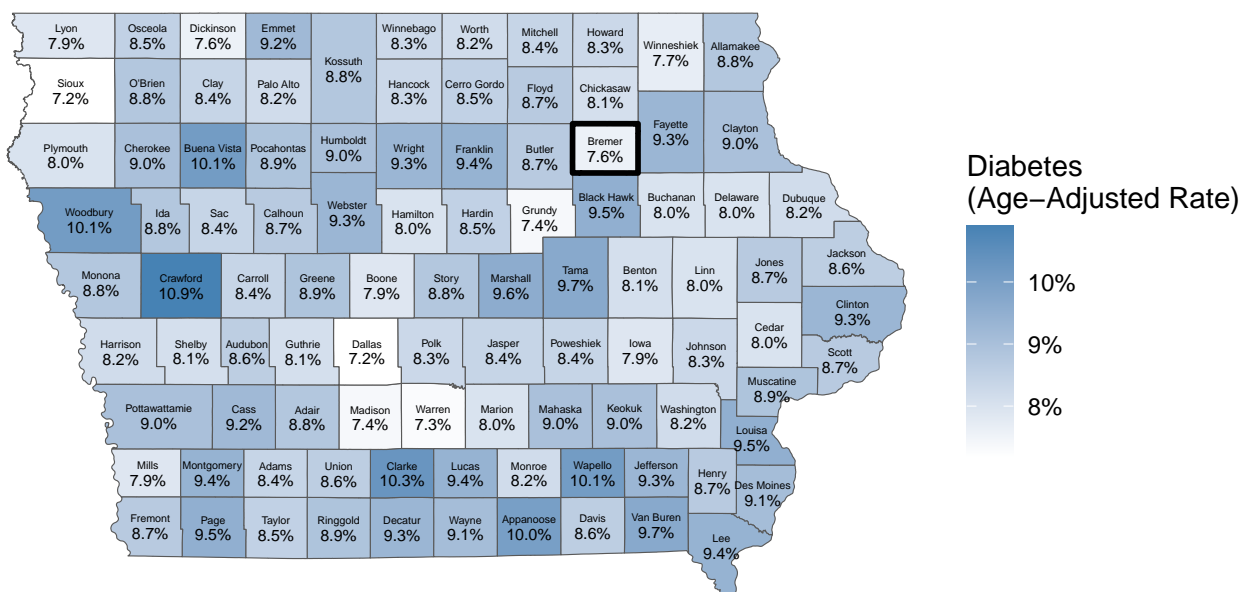 Lyon
7.9%
Osceola
8.5%
Dickinson
7.6%
Emmet
9.2%
Kossuth
8.8%
Winnebago
8.3%
Worth
8.2%
Mitchell
8.4%
Howard
8.3%
Winneshiek
7.7%
Allamakee
8.8%
Sioux
7.2%
O'Brien
8.8%
Clay
8.4%
Palo Alto
8.2%
Hancock
8.3%
Cerro Gordo
8.5%
Floyd
8.7%
Chickasaw
8.1%
Plymouth
8.0%
Cherokee
9.0%
Buena Vista
10.1%
Pocahontas
8.9%
Humboldt
9.0%
Wright
9.3%
Franklin
9.4%
Butler
8.7%
Bremer
7.6%
Fayette
9.3%
Clayton
9.0%
Woodbury
10.1%
Ida
8.8%
Sac
8.4%
Calhoun
8.7%
Webster
9.3%
Hamilton
8.0%
Hardin
8.5%
Grundy
7.4%
Black Hawk
9.5%
Buchanan
8.0%
Delaware
8.0%
Dubuque
8.2%
Monona
8.8%
Crawford
10.9%
Carroll
8.4%
Greene
8.9%
Boone
7.9%
Story
8.8%
Marshall
9.6%
Tama
9.7%
Benton
8.1%
Linn
8.0%
Jones
8.7%
Jackson
8.6%
Clinton
9.3%
Harrison
8.2%
Shelby
8.1%
Audubon
8.6%
Guthrie
8.1%
Dallas
7.2%
Polk
8.3%
Jasper
8.4%
Poweshiek
8.4%
Iowa
7.9%
Johnson
8.3%
Cedar
8.0%
Scott
8.7%
Muscatine
8.9%
Pottawattamie
9.0%
Cass
9.2%
Adair
8.8%
Madison
7.4%
Warren
7.3%
Marion
8.0%
Mahaska
9.0%
Keokuk
9.0%
Washington
8.2%
Louisa
9.5%
Mills
7.9%
Montgomery
9.4%
Adams
8.4%
Union
8.6%
Clarke
10.3%
Lucas
9.4%
Monroe
8.2%
Wapello
10.1%
Jefferson
9.3%
Henry
8.7%
Des Moines
9.1%
Fremont
8.7%
Page
9.5%
Taylor
8.5%
Ringgold
8.9%
Decatur
9.3%
Wayne
9.1%
Appanoose
10.0%
Davis
8.6%
Van Buren
9.7%
Lee
9.4%
Diabetes
(Age−Adjusted Rate)
10%
9%
8%